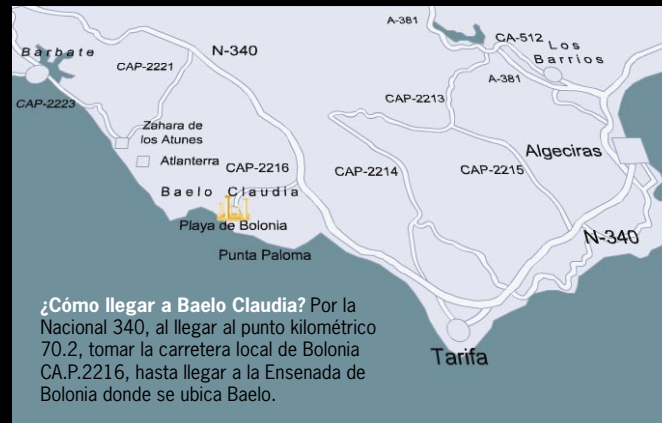 A-381
CA-512
Los
Barrios
N-340
Barbate
CAP-2221
A-381
CAP-2213
CAP-2223
Zahara de
los Atunes
Algeciras
Atlanterra
CAP-2216
CAP-2214
CAP-2215
Baelo Claudia
Playa de Bolonia
N-340
Punta Paloma
¿Cómo llegar a Baelo Claudia? Por la
Nacional 340, al llegar al punto kilométrico
70.2, tomar la carretera local de Bolonia
CA.P.2216, hasta llegar a la Ensenada de
Bolonia donde se ubica Baelo.
Tarifa